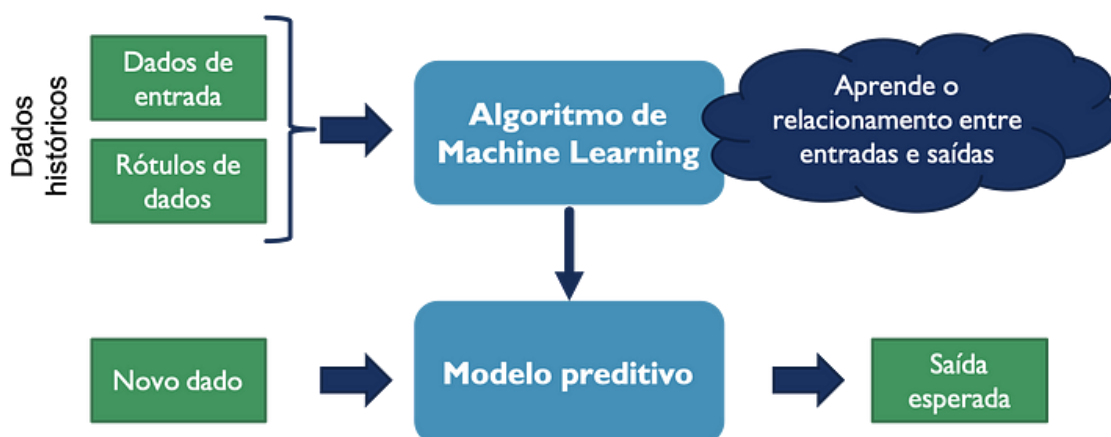 Dados
históricos
Dados de
entrada
Rótulos de
dados
Algoritmo de
Machine Learning
Aprende o
relacionamento entre
entradas e saídas
Novo dado
Modelo preditivo
Saída
esperada